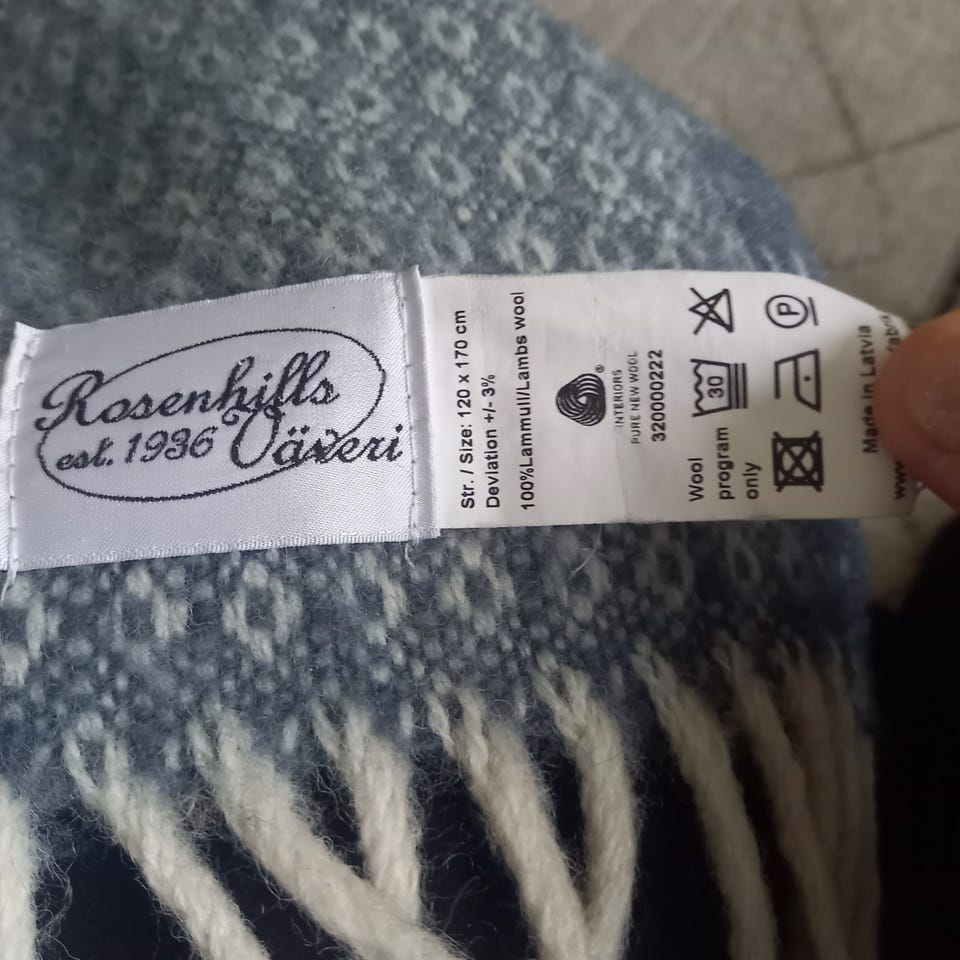 Rosenhills
est. 1936 Väveri
Str. / Size: 120 x 170 cm
Deviation +/- 3%
100%Lammull/Lambs wool
®
INTERIORS
PURE NEW WOOL
320000222
30
Wool
program
only
P
Made in Latvia